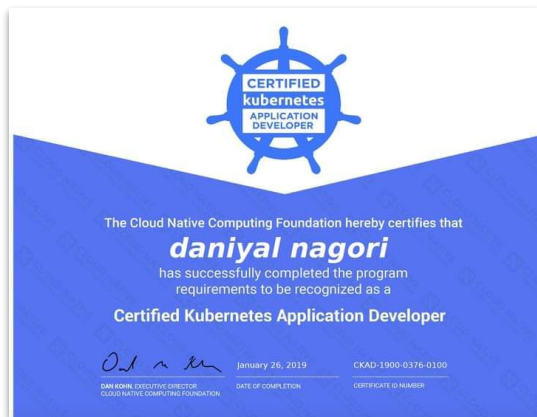 CERTIFIED
kubernetes
APPLICATION
DEVELOPER
The Cloud Native Computing Foundation hereby certifies that
daniyal nagori
has successfully completed the program
requirements to be recognized as a
Certified Kubernetes Application Developer
January 26, 2019
CKAD-1900-0376-0100
DAN KOHN, EXECUTIVE DIRECTOR
CLOUD NATIVE COMPUTING FOUNDATION
DATE OF COMPLETION
CERTIFICATE ID NUMBER